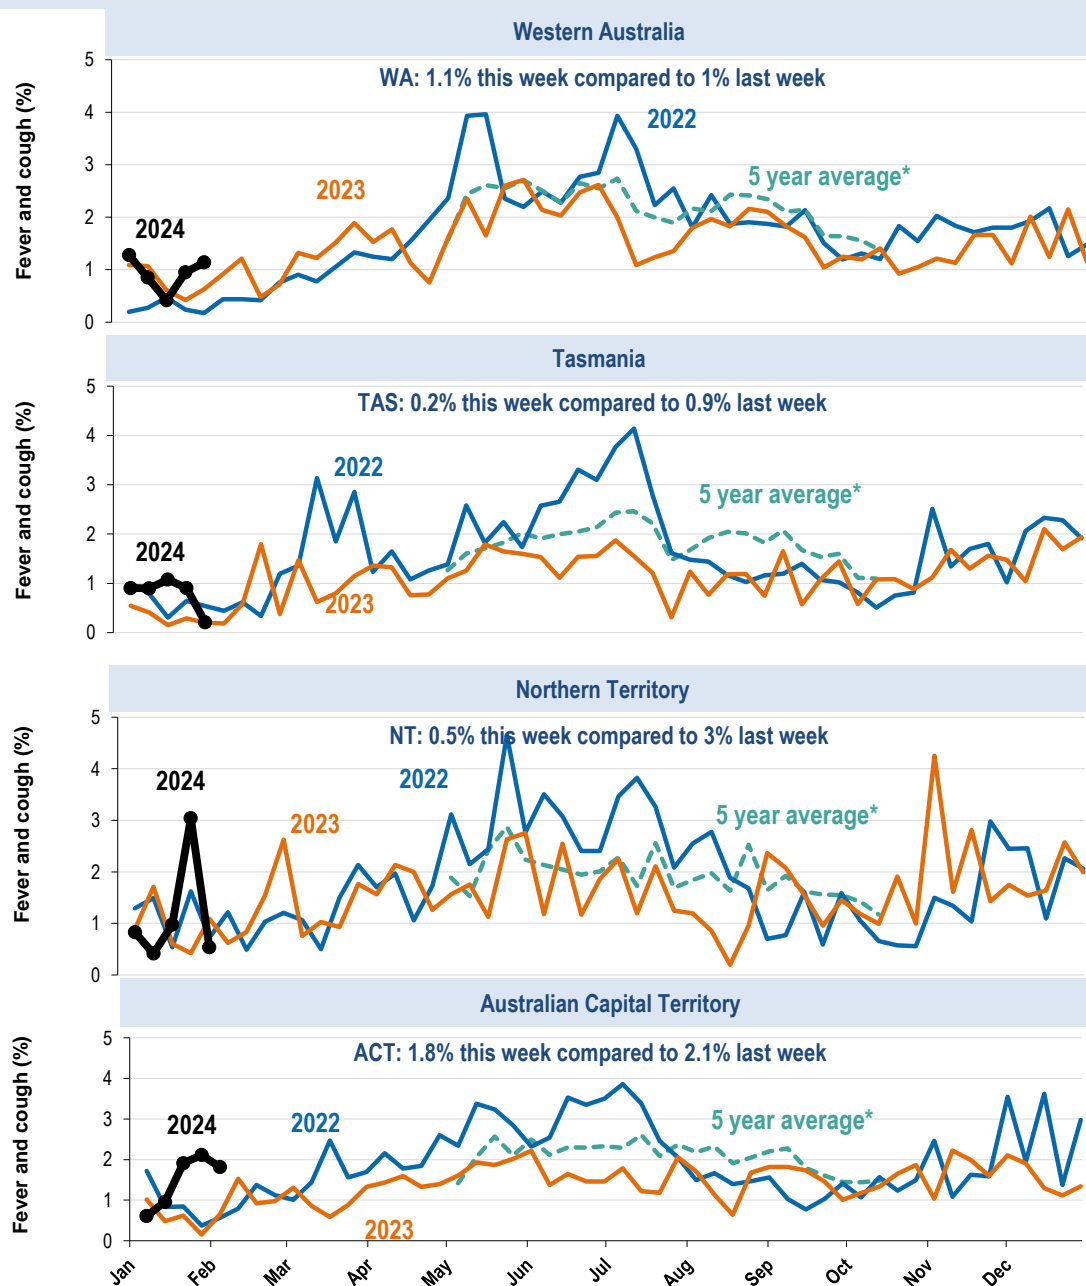 Western Australia
Fever and cough (%)
5
4
3
2
1
0
WA: 1.1% this week compared to 1% last week
2022
2023
5 year average*
2024
Tasmania
Fever and cough (%)
5
4
3
2
1
0
TAS: 0.2% this week compared to 0.9% last week
2022
5 year average*
2024
2023
Northern Territory
Fever and cough (%)
5
4
3
2
1
0
NT: 0.5% this week compared to 3% last week
2024
2022
2023
5 year average*
Australian Capital Territory
Fever and cough (%)
5
4
3
2
1
0
ACT: 1.8% this week compared to 2.1% last week
2024
2022
5 year average*
2023
Jan
Feb
Mar
Apr
May
Jun
Jul
Aug
Sep
Oct
Nov
Dec